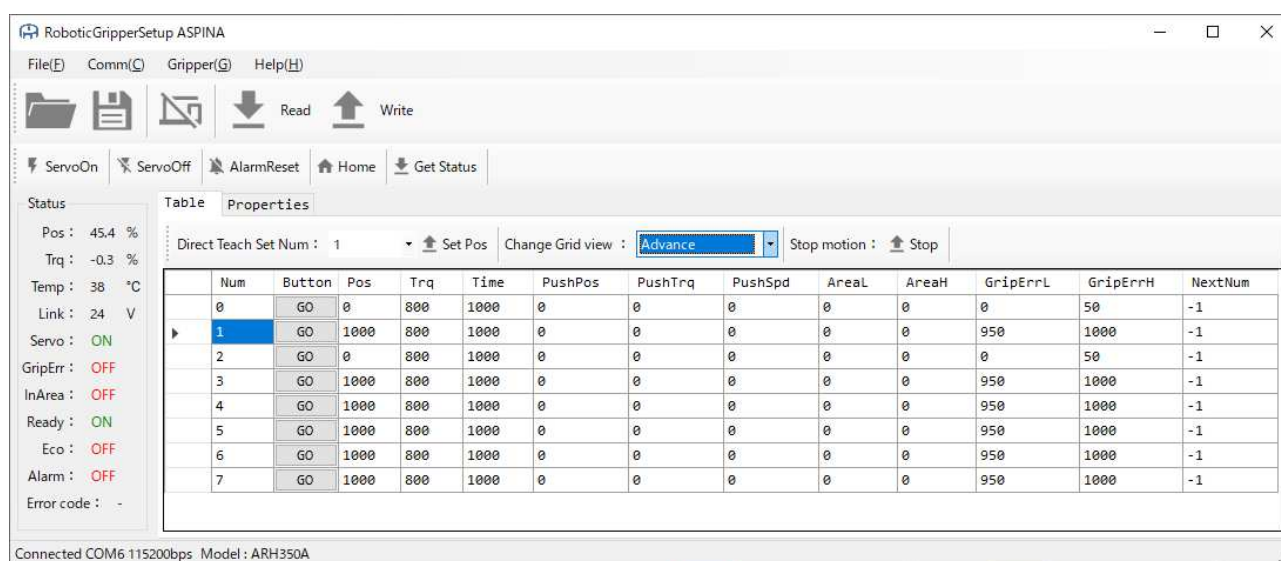 RoboticGripperSetup ASPINA
File(F) Comm(C) Gripper(G) Help(H)
Read Write
ServoOn ServoOff AlarmReset Home Get Status
Status
Pos : 45.4 %
Trq : -0.3 %
Temp : 38 °C
Link : 24 V
Servo : ON
GripErr : OFF
InArea : OFF
Ready : ON
Eco : OFF
Alarm : OFF
Error code : -
Table Properties
Direct Teach Set Num : 1 Set Pos Change Grid view : Advance Stop motion : Stop
Num Button Pos Trq Time PushPos PushTrq PushSpd AreaL AreaH GripErrL GripErrH NextNum
0 GO 0 800 1000 0 0 0 0 0 0 50 -1
1 GO 1000 800 1000 0 0 0 0 0 950 1000 -1
2 GO 0 800 1000 0 0 0 0 0 0 50 -1
3 GO 1000 800 1000 0 0 0 0 0 950 1000 -1
4 GO 1000 800 1000 0 0 0 0 0 950 1000 -1
5 GO 1000 800 1000 0 0 0 0 0 950 1000 -1
6 GO 1000 800 1000 0 0 0 0 0 950 1000 -1
7 GO 1000 800 1000 0 0 0 0 0 950 1000 -1
Connected COM6 115200bps Model : ARH350A